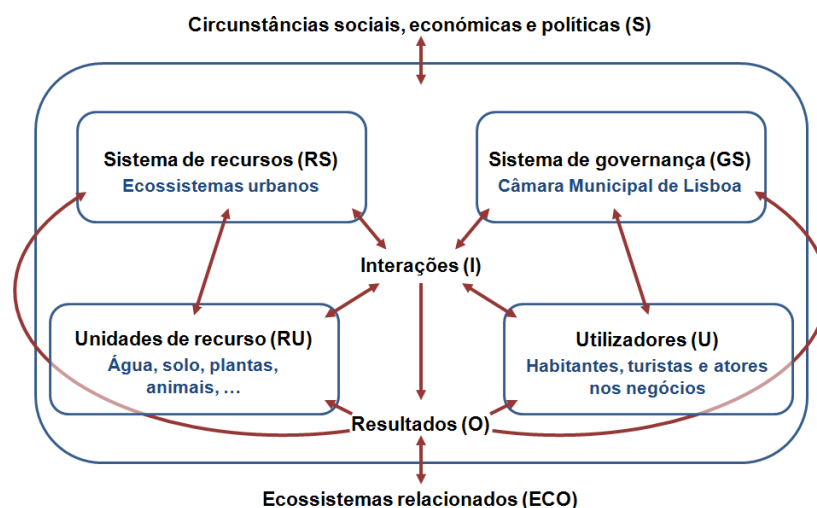 Circunstâncias sociais, económicas e políticas (S)
Sistema de recursos (RS)
Ecossistemas urbanos
Sistema de governança (GS)
Câmara Municipal de Lisboa
Interações (I)
Unidades de recurso (RU)
Água, solo, plantas,
animais, ...
Utilizadores (U)
Habitantes, turistas e atores
nos negócios
Resultados (O)
Ecossistemas relacionados (ECO)